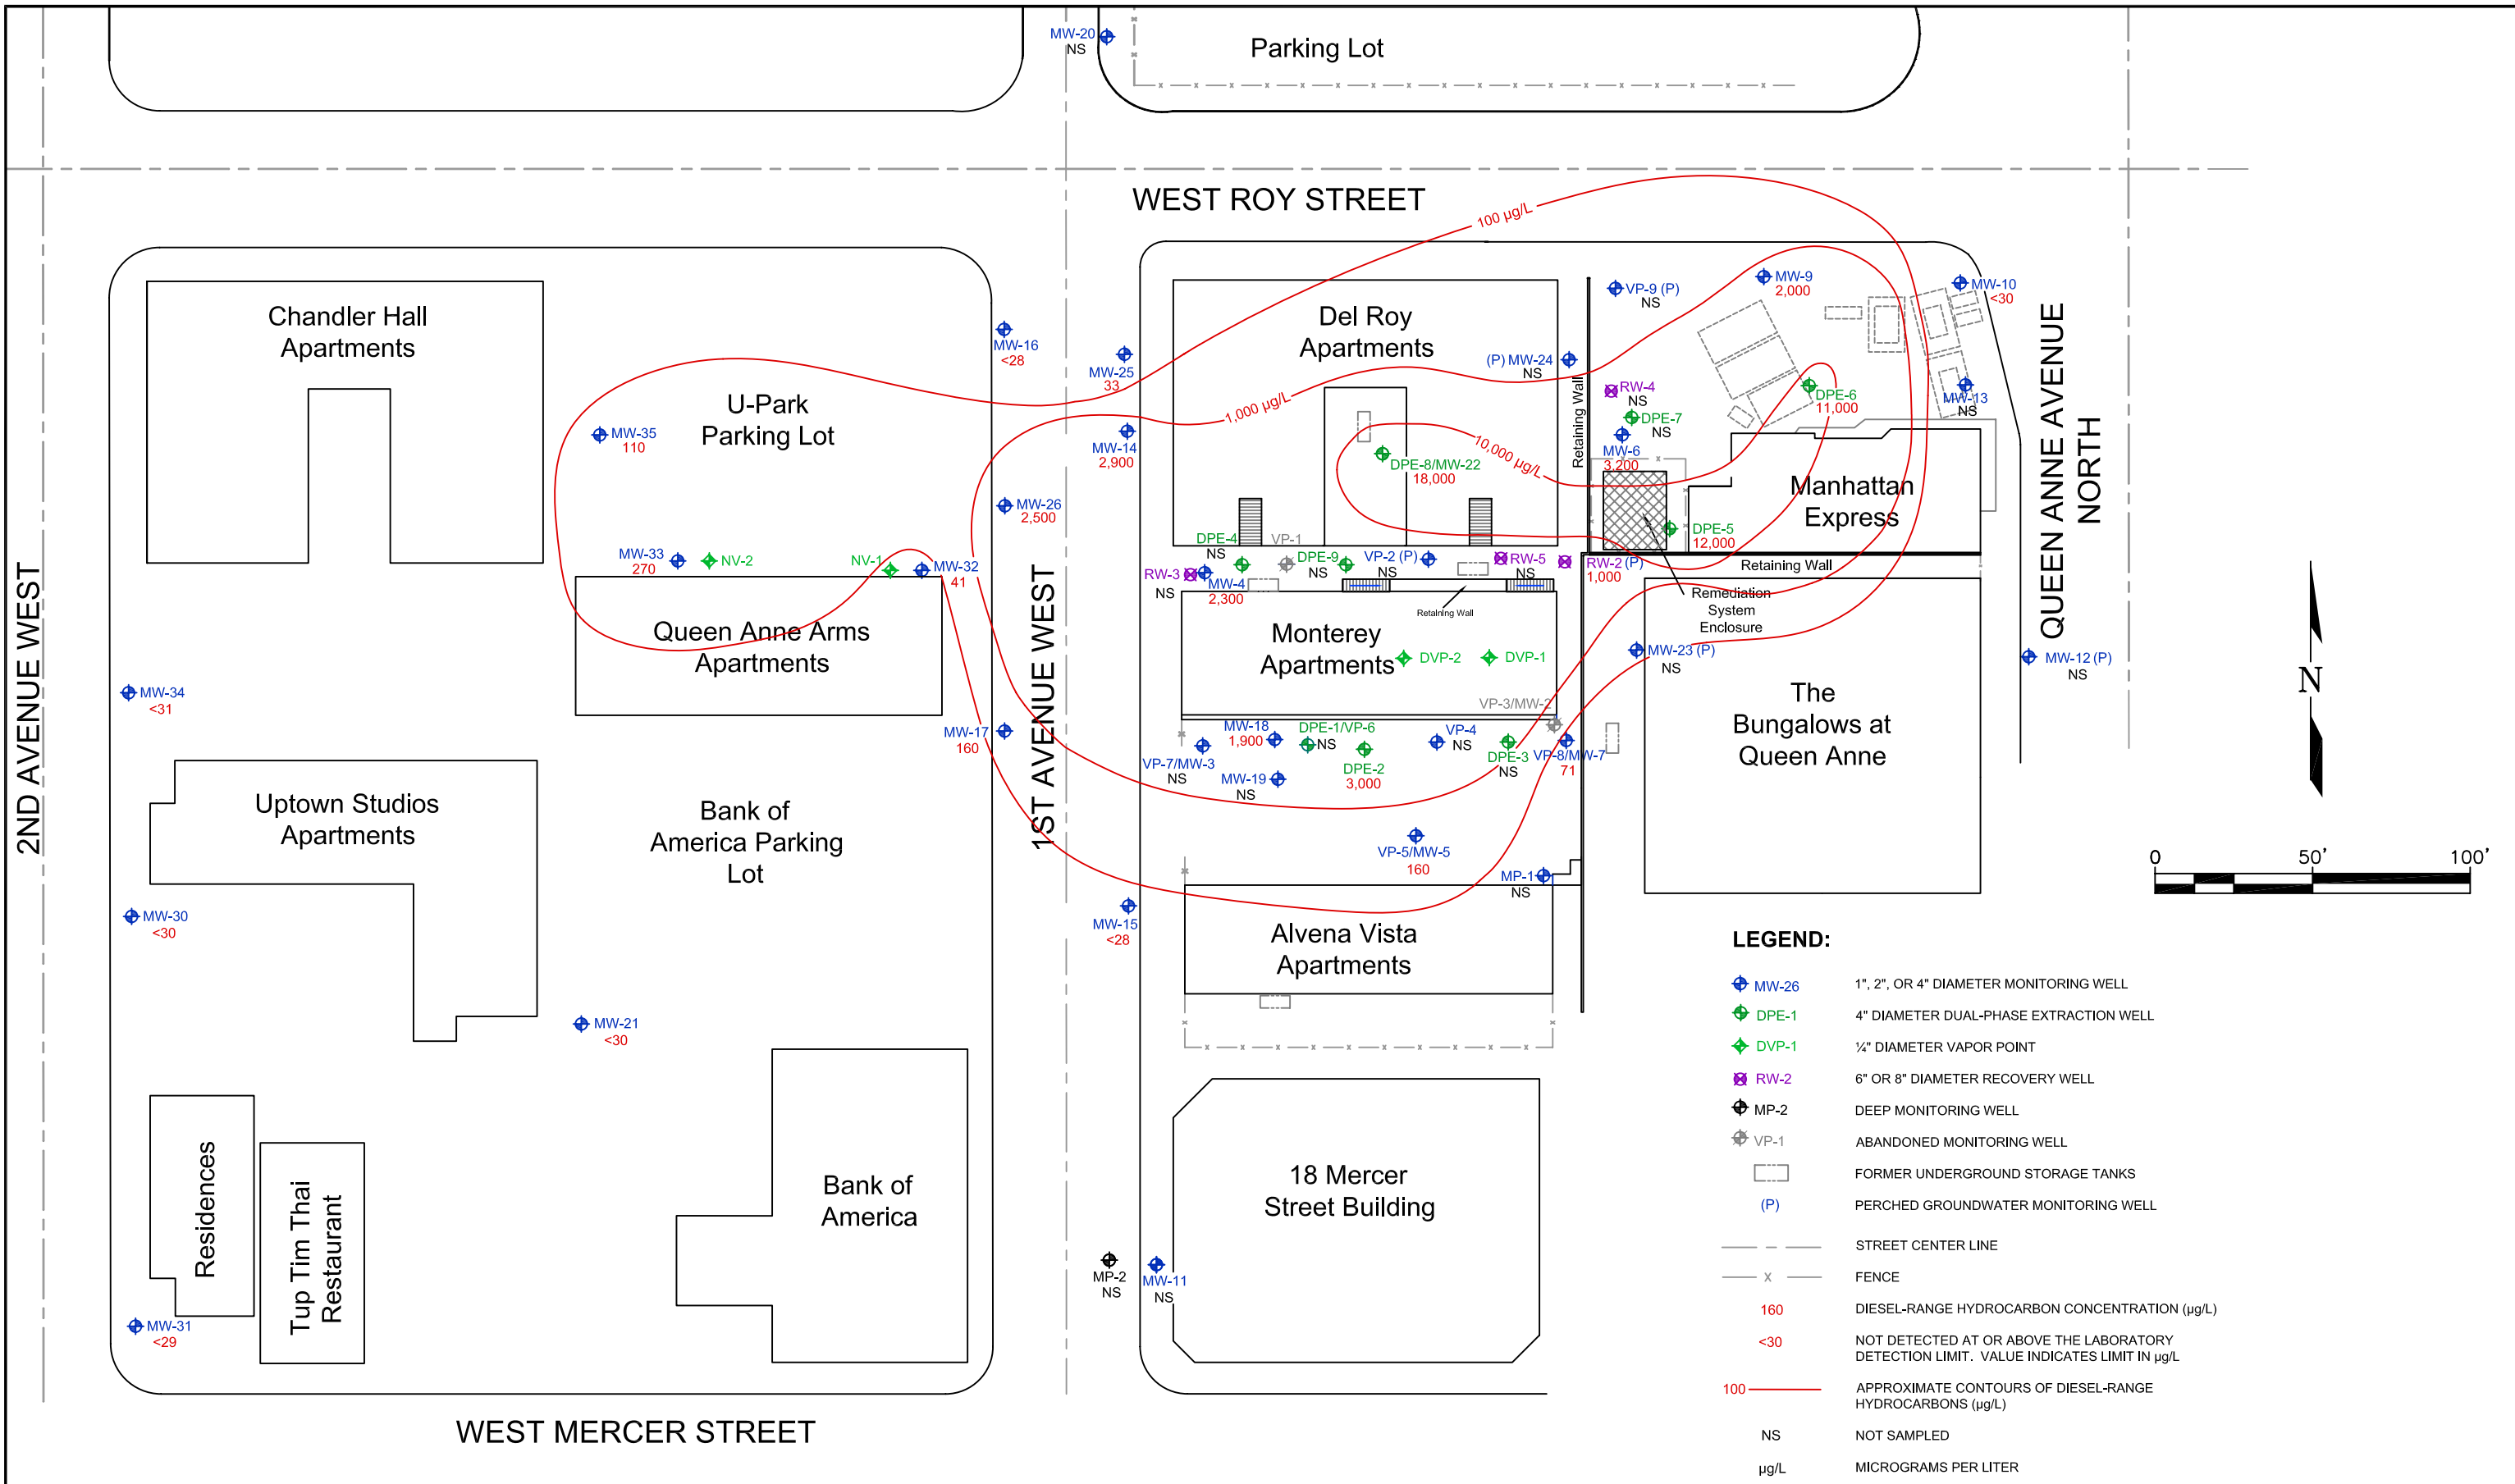 MW-20
NS
Parking Lot
WEST ROY STREET
100 µg/L
Chandler Hall
Apartments
U-Park
Parking Lot
MW-35
110
MW-33
270
NV-2
NV-1
MW-32
41
MW-16
<28
MW-26
2,500
MW-25
33
MW-14
2,900
Del Roy
Apartments
1,000 µg/L
10,000 µg/L
DPE-8/MW-22
18,000
(P) MW-24
NS
Retaining Wall
VP-9 (P)
NS
MW-9
2,000
MW-10
<30
RW-4
NS
DPE-7
NS
MW-6
3,200
DPE-6
11,000
MW-13
NS
Manhattan
Express
DPE-5
12,000
QUEEN ANNE AVENUE
NORTH
DPE-4
NS
VP-1
DPE-9
NS
VP-2 (P)
NS
RW-5
NS
RW-2 (P)
1,000
RW-3
NS
MW-4
2,300
Retaining Wall
Retaining Wall
Remediation
System
Enclosure
Queen Anne Arms
Apartments
Monterey
Apartments
DVP-2
DVP-1
MW-23 (P)
NS
MW-12 (P)
NS
N
2ND AVENUE WEST
1ST AVENUE WEST
MW-34
<31
MW-17
160
VP-3/MW-2
MW-18
1,900
DPE-1/VP-6
NS
VP-7/MW-3
NS
MW-19
NS
DPE-2
3,000
VP-4
NS
DPE-3
NS
VP-8/MW-7
71
The
Bungalows at
Queen Anne
Uptown Studios
Apartments
Bank of
America Parking
Lot
VP-5/MW-5
160
MP-1
NS
MW-30
<30
MW-15
<28
Alvena Vista
Apartments
MW-21
<30
0 50' 100'
Residences
Tup Tim Thai
Restaurant
Bank of
America
18 Mercer
Street Building
MW-31
<29
MP-2
NS
MW-11
NS
WEST MERCER STREET
LEGEND:
MW-26 1", 2", OR 4" DIAMETER MONITORING WELL
DPE-1 4" DIAMETER DUAL-PHASE EXTRACTION WELL
DVP-1 ¼" DIAMETER VAPOR POINT
RW-2 6" OR 8" DIAMETER RECOVERY WELL
MP-2 DEEP MONITORING WELL
VP-1 ABANDONED MONITORING WELL
FORMER UNDERGROUND STORAGE TANKS
(P) PERCHED GROUNDWATER MONITORING WELL
STREET CENTER LINE
X FENCE
160 DIESEL-RANGE HYDROCARBON CONCENTRATION (µg/L)
<30 NOT DETECTED AT OR ABOVE THE LABORATORY
DETECTION LIMIT. VALUE INDICATES LIMIT IN µg/L
100 APPROXIMATE CONTOURS OF DIESEL-RANGE
HYDROCARBONS (µg/L)
NS NOT SAMPLED
µg/L MICROGRAMS PER LITER